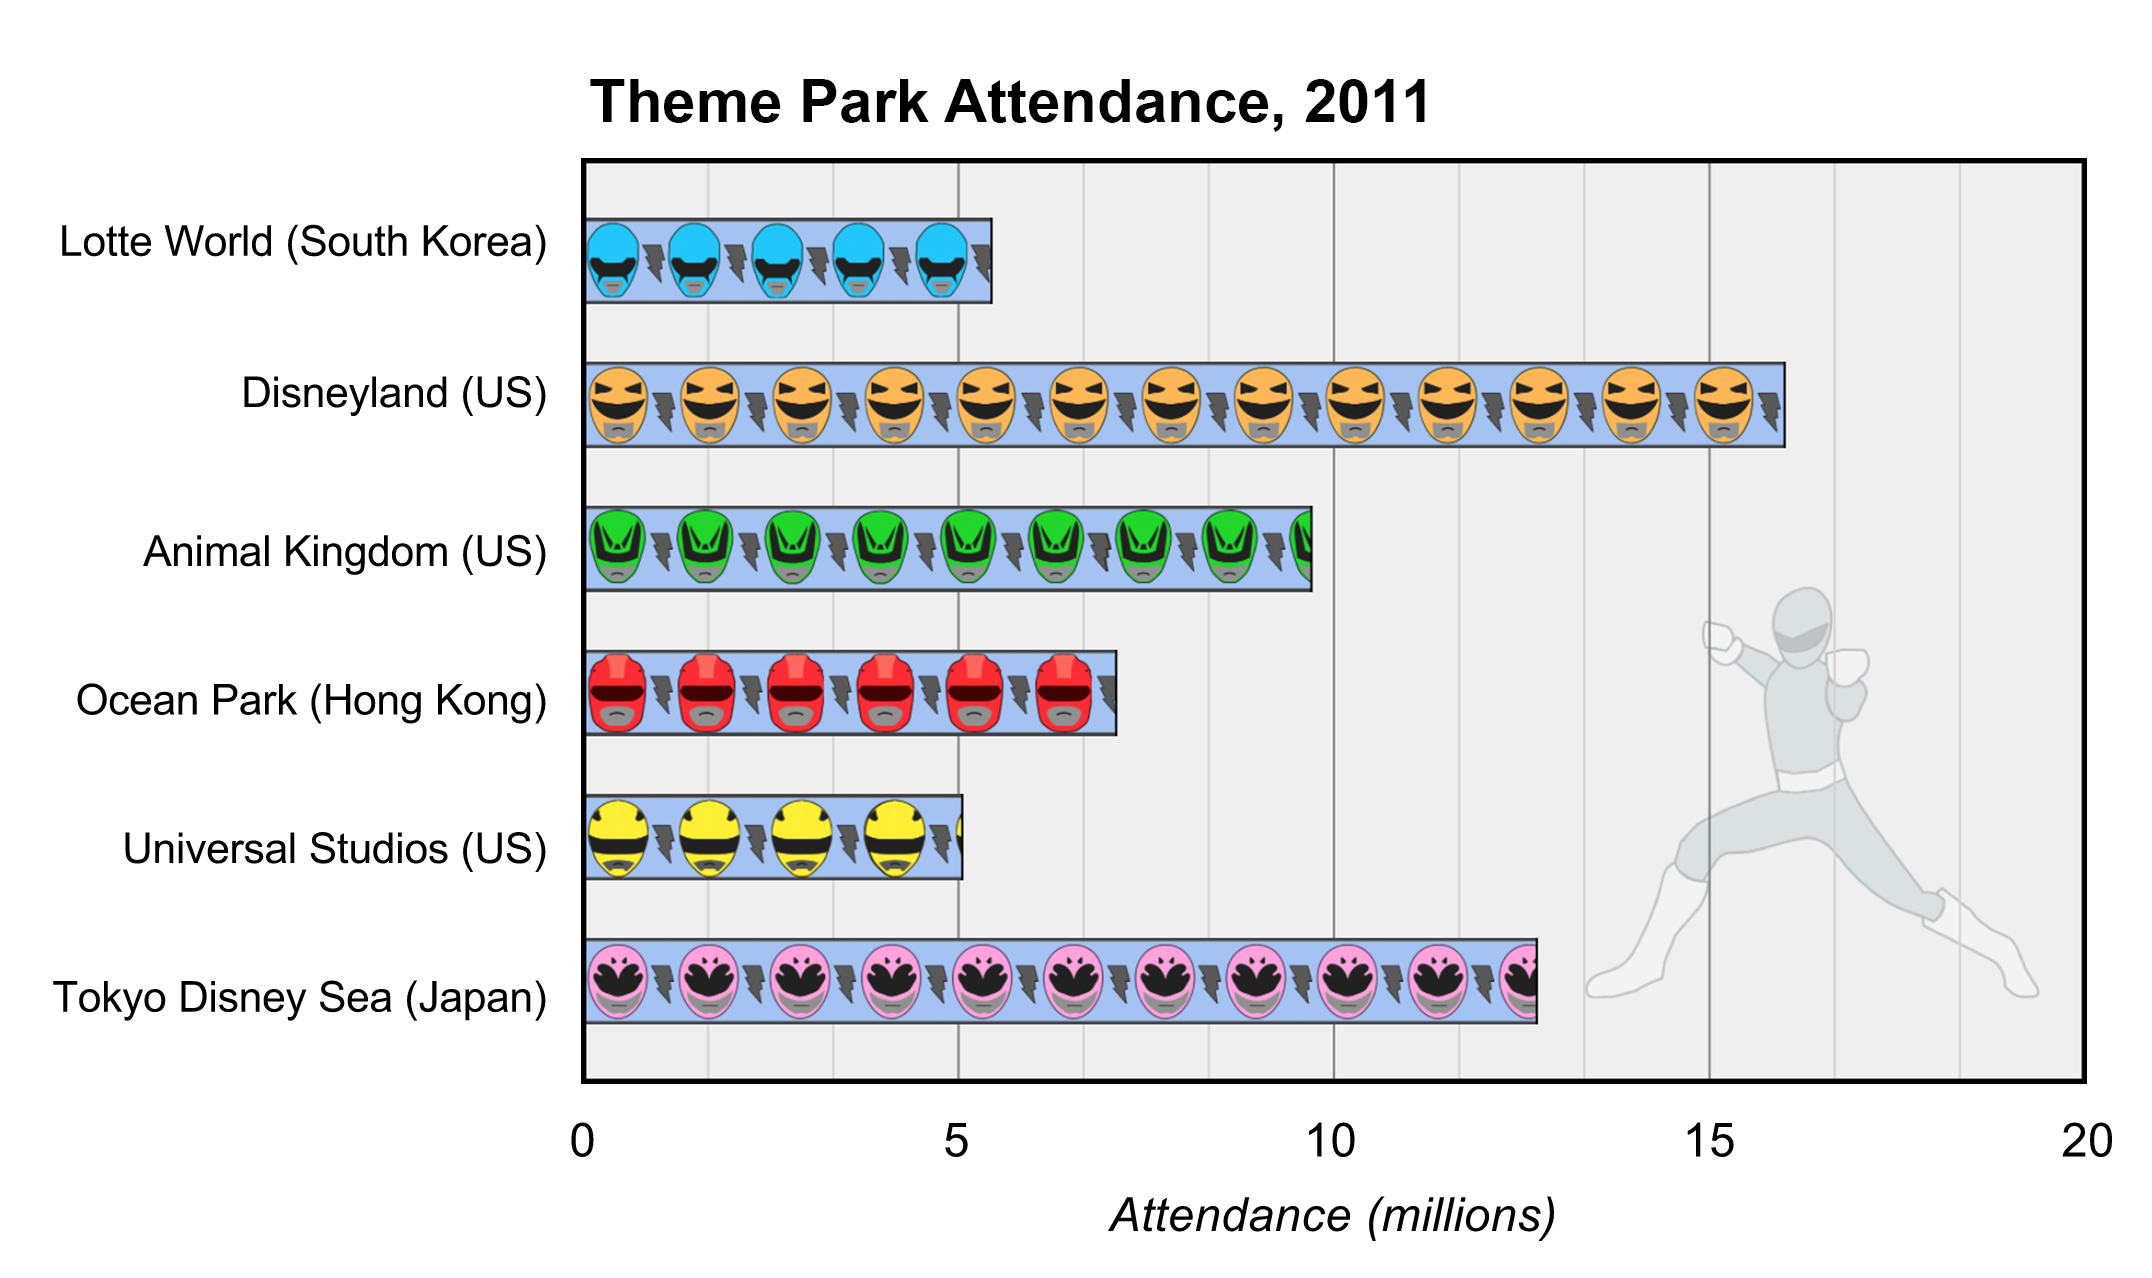 Theme Park Attendance, 2011
Lotte World (South Korea)
Disneyland (US)
Animal Kingdom (US)
Ocean Park (Hong Kong)
Universal Studios (US)
Tokyo Disney Sea (Japan)
0 5 10 15 20
Attendance (millions)